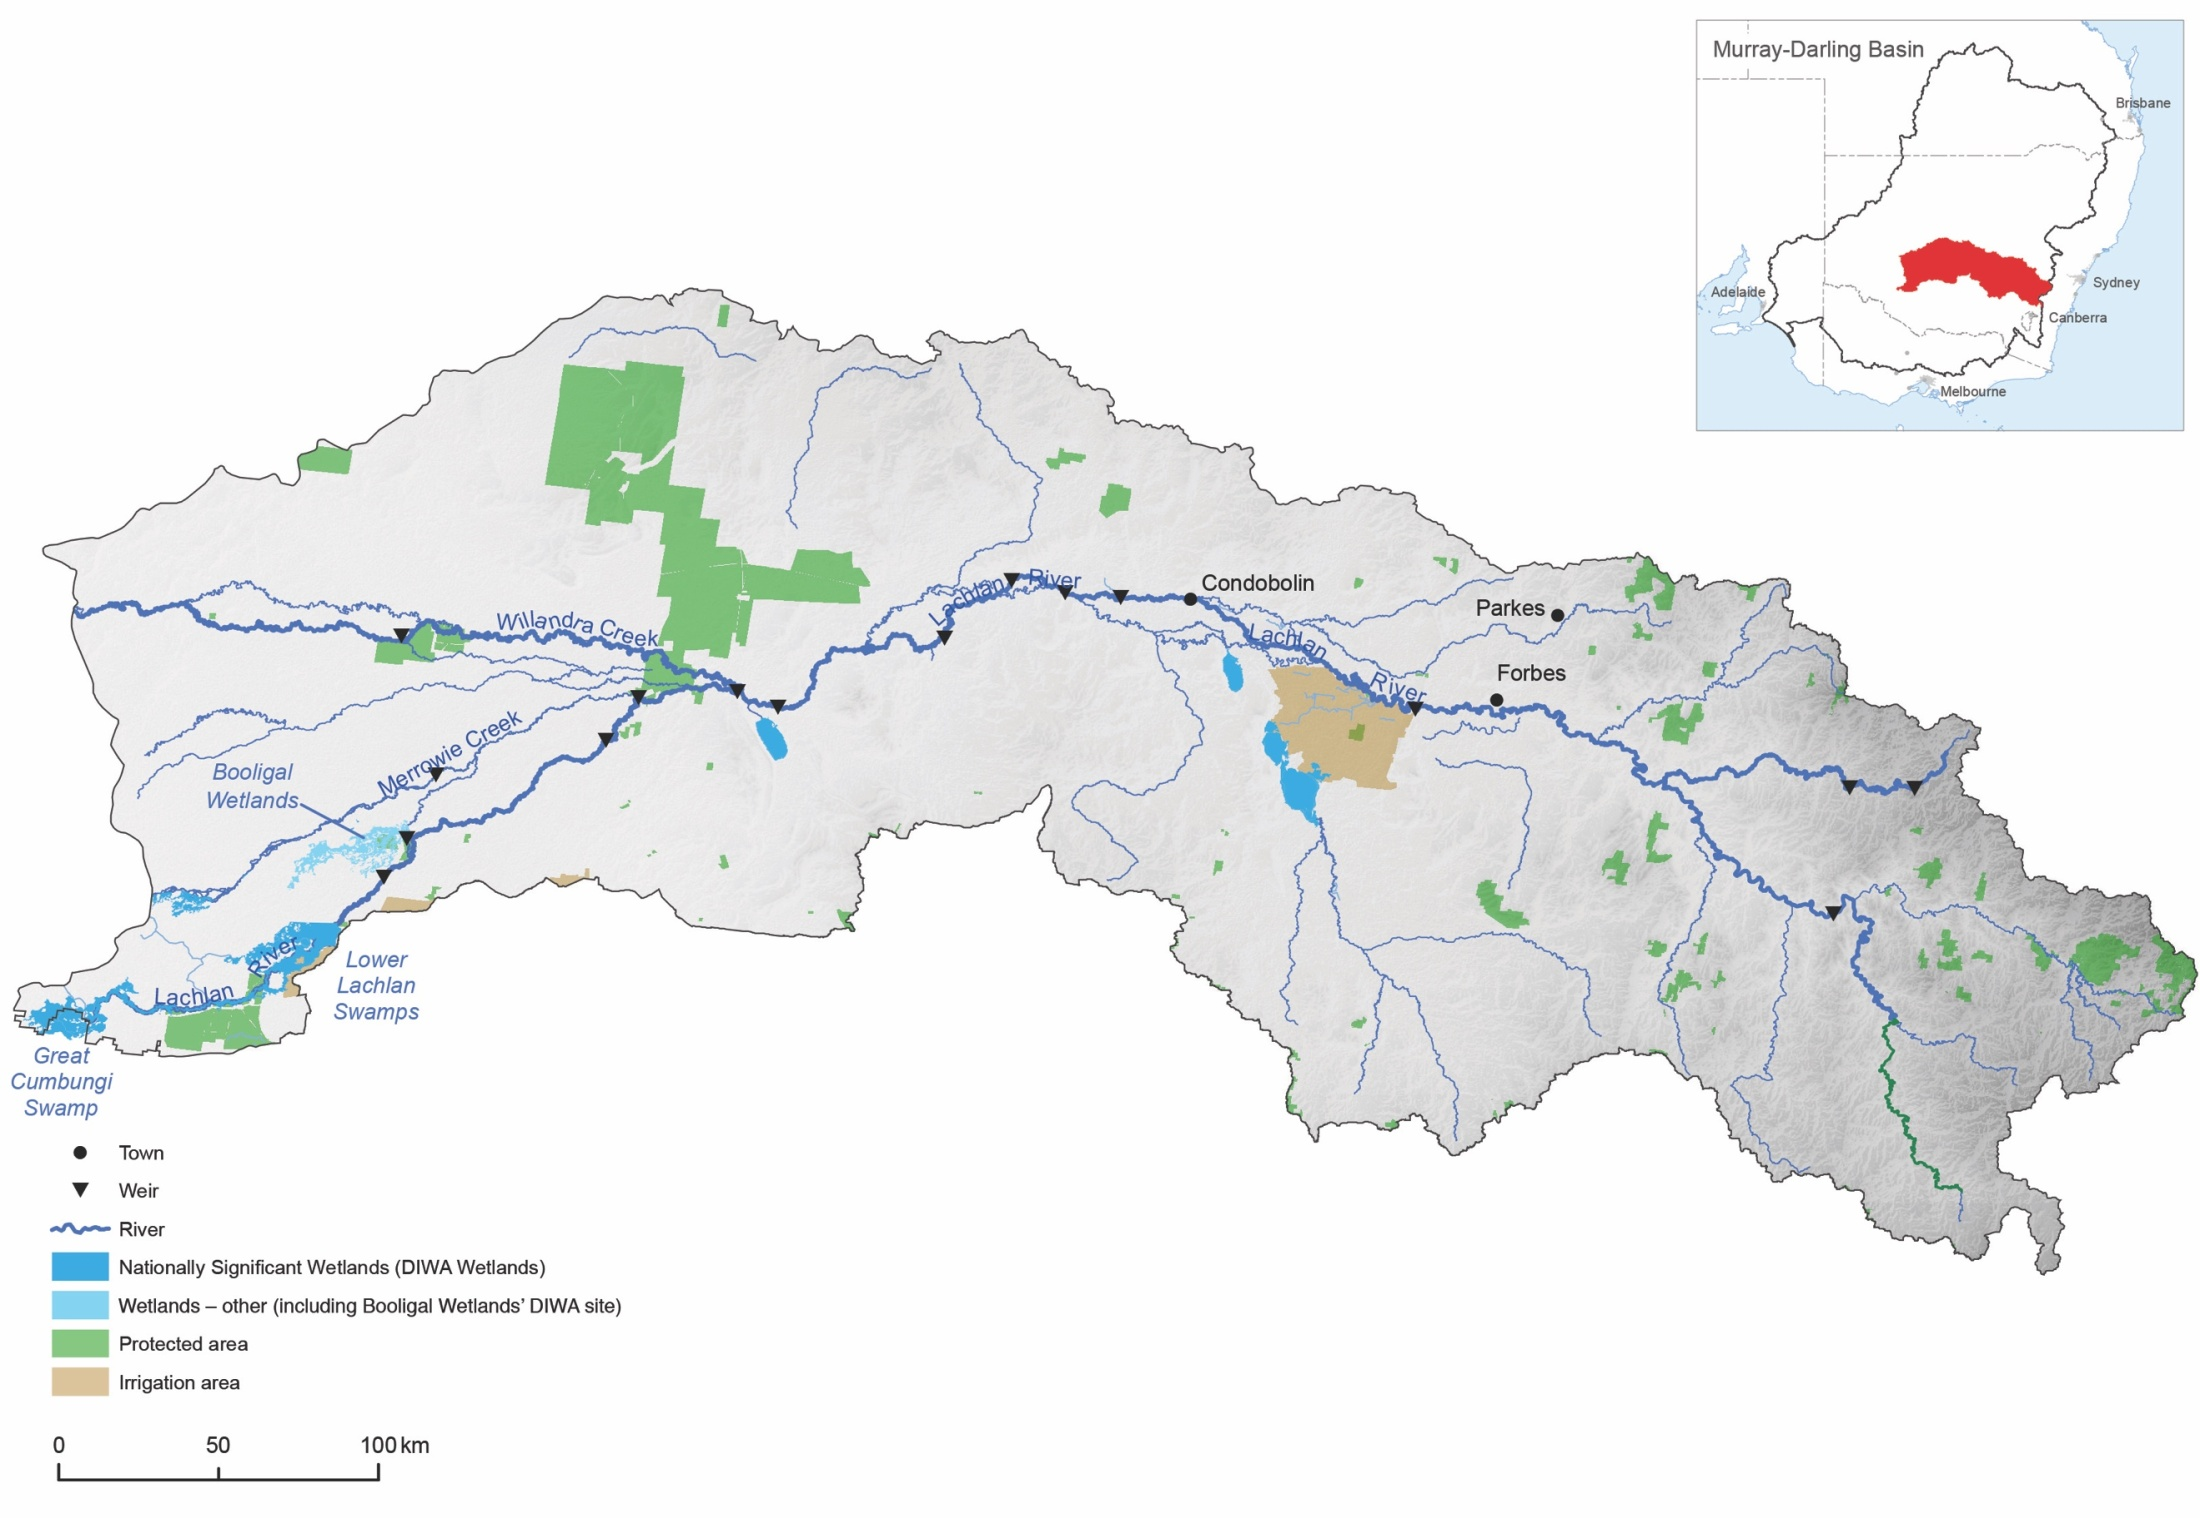 Murray-Darling Basin
Brisbane
Adelaide
Sydney
Canberra
Melbourne
Condobolin
Lachlan River
Parkes
Willandra Creek
Lachlan
River
Forbes
Merrowie Creek
Booligal
Wetlands
River
Lachlan
Lower
Lachlan
Swamps
Great
Cumbungi
Swamp
Town
Weir
River
Nationally Significant Wetlands (DIWA Wetlands)
Wetlands – other (including Booligal Wetlands’ DIWA site)
Protected area
Irrigation area
0 50 100 km